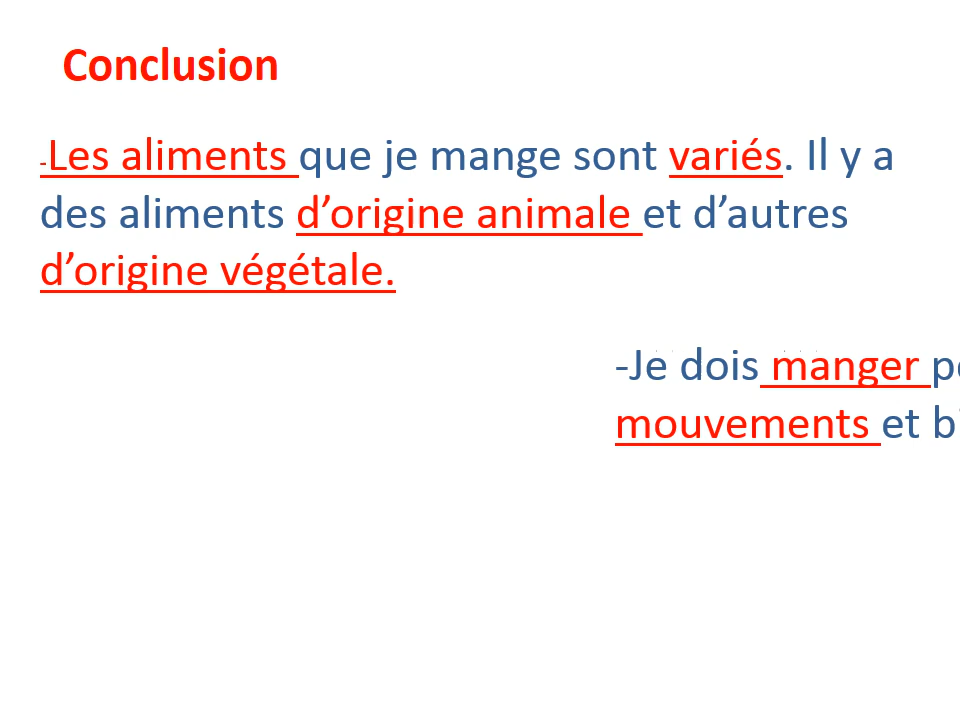 Conclusion
-Les aliments que je mange sont variés. Il y a
des aliments d’origine animale et d’autres
d’origine végétale.
-Je dois manger
mouvements et